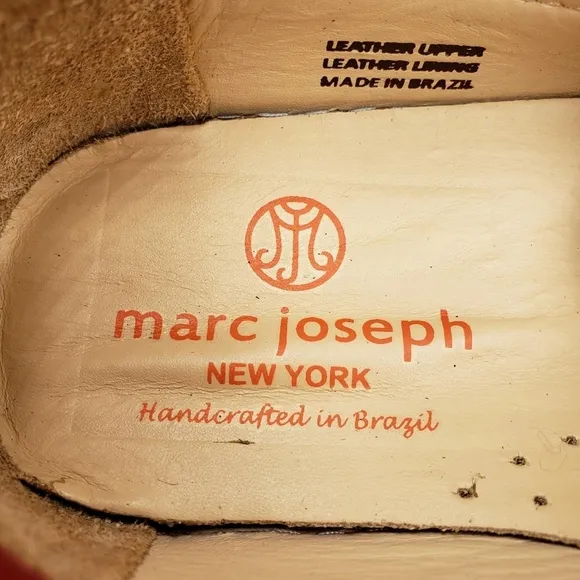 LEATHER UPPER
LEATHER LINING
MADE IN BRAZIL
marc joseph
NEW YORK
Handcrafted in Brazil